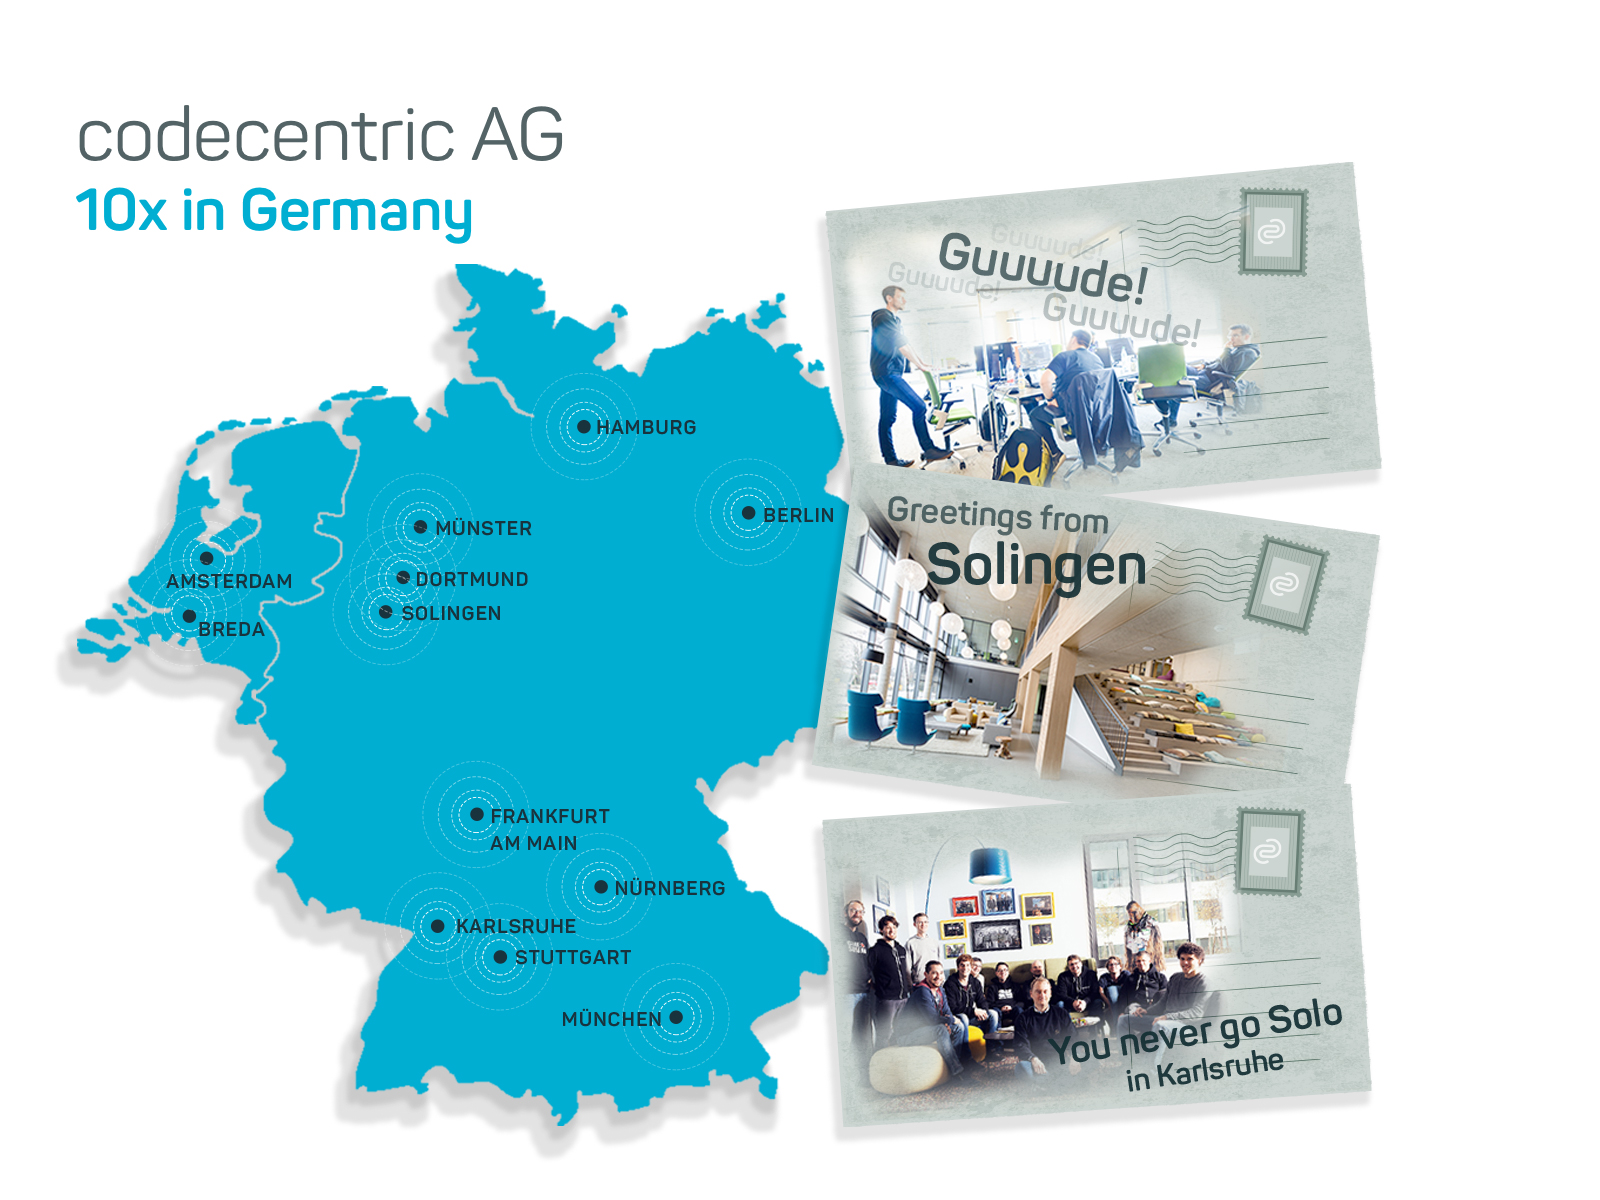 codecentric AG
10x in Germany
HAMBURG
BERLIN
MÜNSTER
DORTMUND
SOLINGEN
AMSTERDAM
BREDA
FRANKFURT
AM MAIN
NÜRNBERG
KARLSRUHE
STUTTGART
MÜNCHEN
Guuuude!
Guuuude!
Guuuude!
Guuuude!
Greetings from
Solingen
You never go Solo
in Karlsruhe